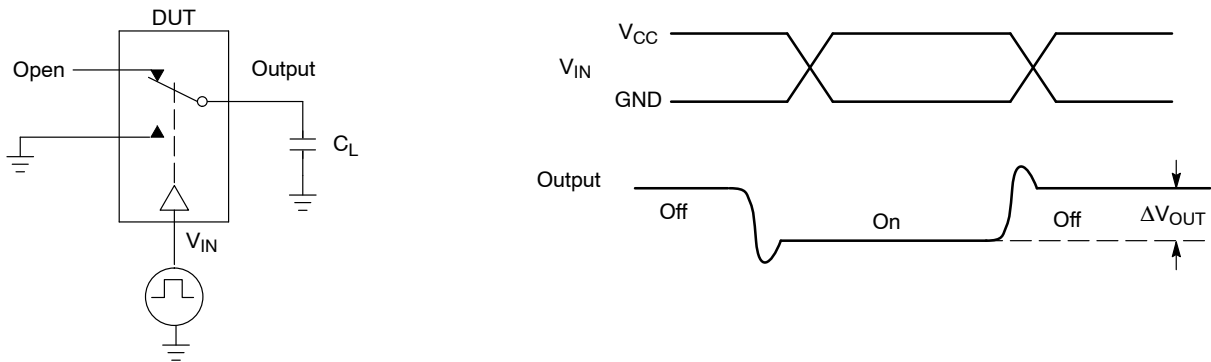 DUT
Open
Output
C_L
V_IN
V_CC
V_IN
GND
Output
Off
On
Off
ΔV_OUT